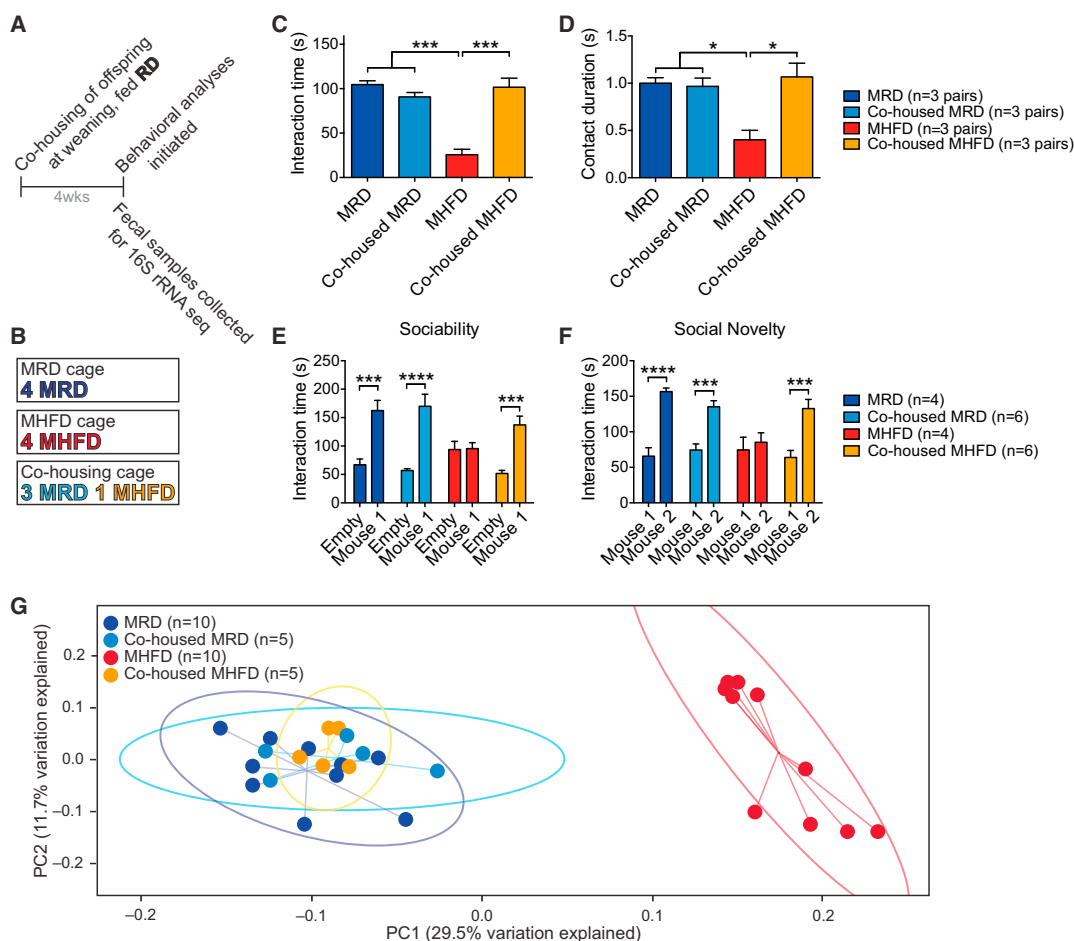 A
Co-housing of offspring
at weaning, fed RD
Behavioral analyses
initiated
4wks
Fecal samples collected
for 16S rRNA seq
B
MRD cage
4 MRD
MHFD cage
4 MHFD
Co-housing cage
3 MRD 1 MHFD
C
Interaction time (s)
150
100
50
0
*** ***
MRD
Co-housed MRD
MHFD
Co-housed MHFD
D
Contact duration (s)
1.5
1.0
0.5
0.0
* *
MRD
Co-housed MRD
MHFD
Co-housed MHFD
MRD (n=3 pairs)
Co-housed MRD (n=3 pairs)
MHFD (n=3 pairs)
Co-housed MHFD (n=3 pairs)
E
Sociability
Interaction time (s)
250
200
150
100
50
0
*** **** ***
Empty
Mouse 1
Empty
Mouse 1
Empty
Mouse 1
Empty
Mouse 1
F
Social Novelty
Interaction time (s)
200
150
100
50
0
**** *** ***
Mouse 1
Mouse 2
Mouse 1
Mouse 2
Mouse 1
Mouse 2
Mouse 1
Mouse 2
MRD (n=4)
Co-housed MRD (n=6)
MHFD (n=4)
Co-housed MHFD (n=6)
G
MRD (n=10)
Co-housed MRD (n=5)
MHFD (n=10)
Co-housed MHFD (n=5)
PC2 (11.7% variation explained)
0.2
0.1
0.0
−0.1
−0.2
−0.2 −0.1 0.0 0.1 0.2
PC1 (29.5% variation explained)